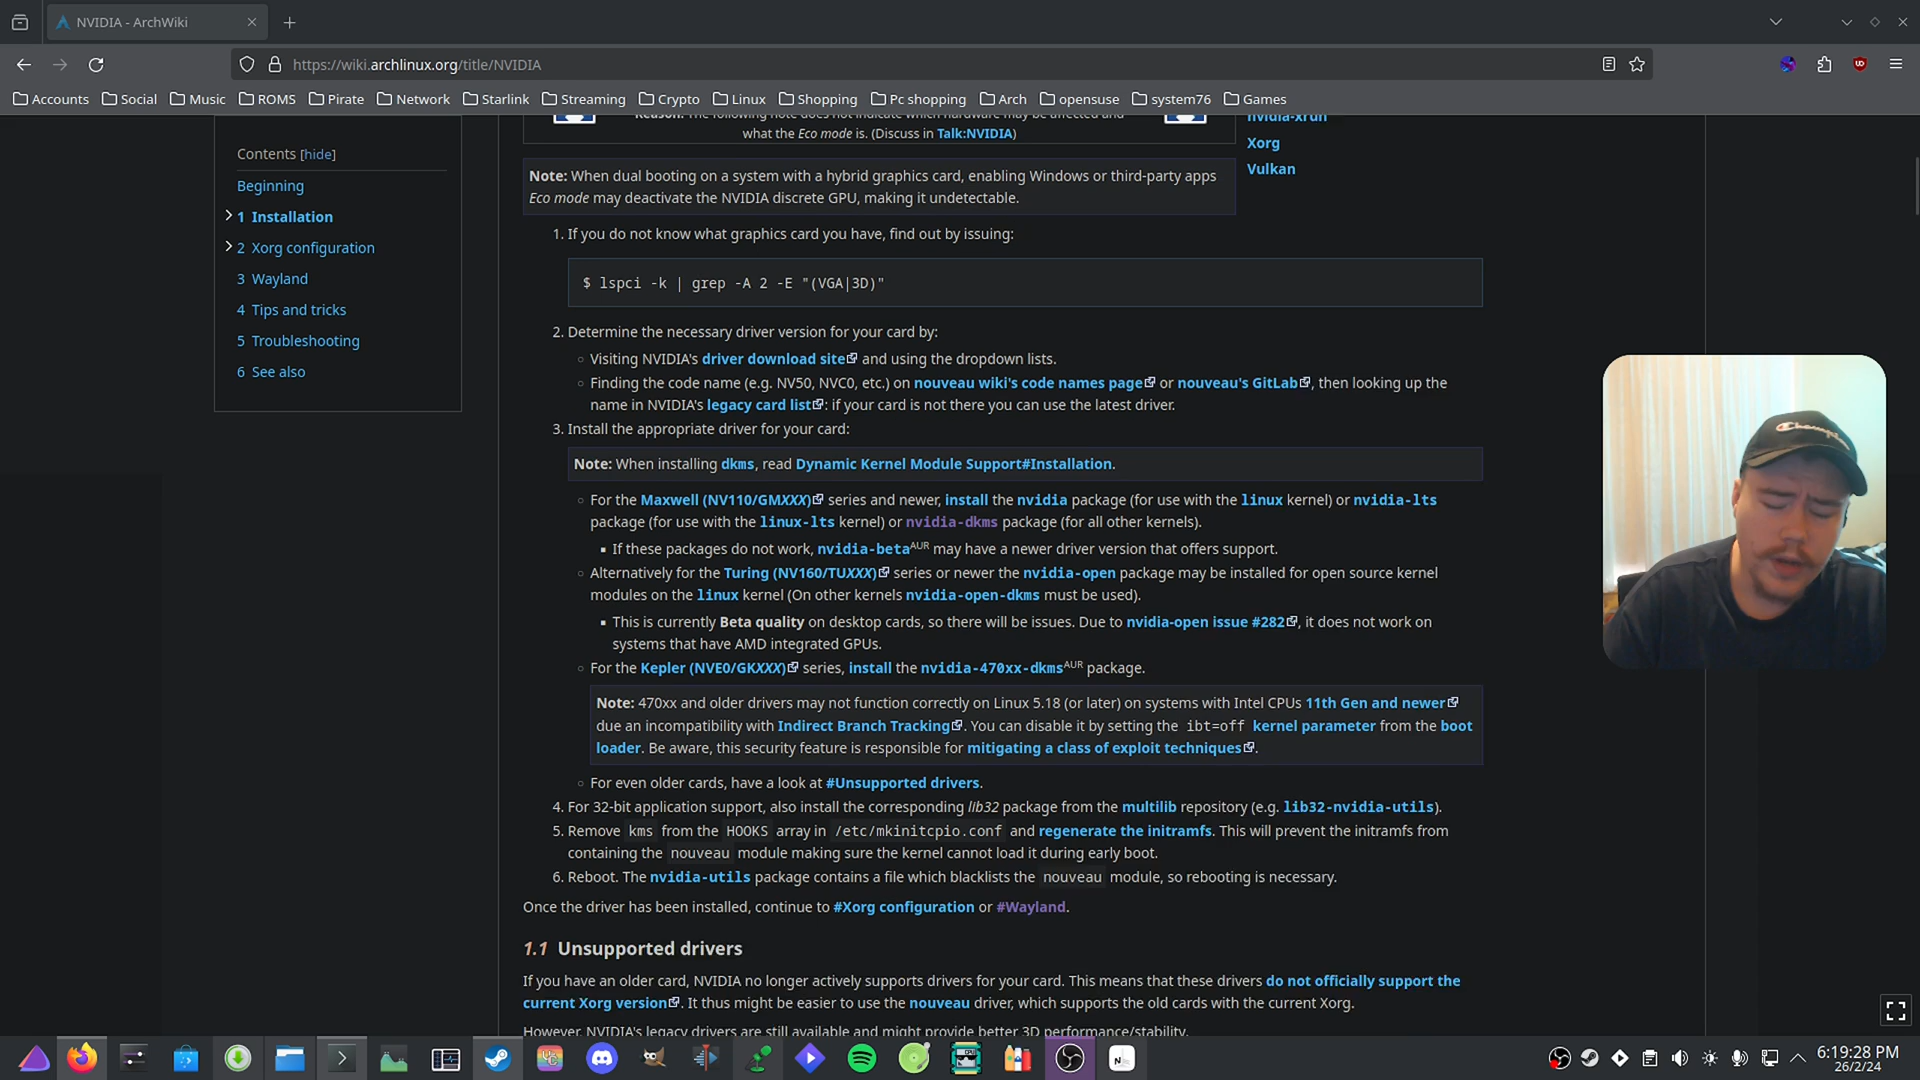 NVIDIA - ArchWiki
https://wiki.archlinux.org/title/NVIDIA
Accounts Social Music ROMS Pirate Network Starlink Streaming Crypto Linux Shopping Pc shopping Arch opensuse system76 Games
Reason: The following note does not indicate which hardware may be affected and
what the Eco mode is. (Discuss in Talk:NVIDIA)
nvidia-xrun
Xorg
Vulkan
Contents [hide]
Beginning
1 Installation
2 Xorg configuration
3 Wayland
4 Tips and tricks
5 Troubleshooting
6 See also
Note: When dual booting on a system with a hybrid graphics card, enabling Windows or third-party apps
Eco mode may deactivate the NVIDIA discrete GPU, making it undetectable.
1. If you do not know what graphics card you have, find out by issuing:
$ lspci -k | grep -A 2 -E "(VGA|3D)"
2. Determine the necessary driver version for your card by:
Visiting NVIDIA's driver download site and using the dropdown lists.
Finding the code name (e.g. NV50, NVC0, etc.) on nouveau wiki's code names page or nouveau's GitLab, then looking up the
name in NVIDIA's legacy card list: if your card is not there you can use the latest driver.
3. Install the appropriate driver for your card:
Note: When installing dkms, read Dynamic Kernel Module Support#Installation.
For the Maxwell (NV110/GMXXX) series and newer, install the nvidia package (for use with the linux kernel) or nvidia-lts
package (for use with the linux-lts kernel) or nvidia-dkms package (for all other kernels).
If these packages do not work, nvidia-beta AUR may have a newer driver version that offers support.
Alternatively for the Turing (NV160/TUXXX) series or newer the nvidia-open package may be installed for open source kernel
modules on the linux kernel (On other kernels nvidia-open-dkms must be used).
This is currently Beta quality on desktop cards, so there will be issues. Due to nvidia-open issue #282, it does not work on
systems that have AMD integrated GPUs.
For the Kepler (NVE0/GKXXX) series, install the nvidia-470xx-dkms AUR package.
Note: 470xx and older drivers may not function correctly on Linux 5.18 (or later) on systems with Intel CPUs 11th Gen and newer
due an incompatibility with Indirect Branch Tracking. You can disable it by setting the ibt=off kernel parameter from the boot
loader. Be aware, this security feature is responsible for mitigating a class of exploit techniques.
For even older cards, have a look at #Unsupported drivers.
4. For 32-bit application support, also install the corresponding lib32 package from the multilib repository (e.g. lib32-nvidia-utils).
5. Remove kms from the HOOKS array in /etc/mkinitcpio.conf and regenerate the initramfs. This will prevent the initramfs from
containing the nouveau module making sure the kernel cannot load it during early boot.
6. Reboot. The nvidia-utils package contains a file which blacklists the nouveau module, so rebooting is necessary.
Once the driver has been installed, continue to #Xorg configuration or #Wayland.
1.1 Unsupported drivers
If you have an older card, NVIDIA no longer actively supports drivers for your card. This means that these drivers do not officially support the
current Xorg version. It thus might be easier to use the nouveau driver, which supports the old cards with the current Xorg.
However, NVIDIA's legacy drivers are still available and might provide better 3D performance/stability.
Champion
6:19:28 PM
26/2/24